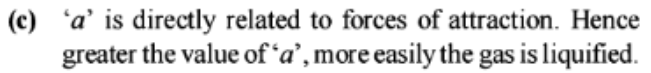 (c) ‘a’ is directly related to forces of attraction. Hence
greater the value of ‘a’, more easily the gas is liquified.